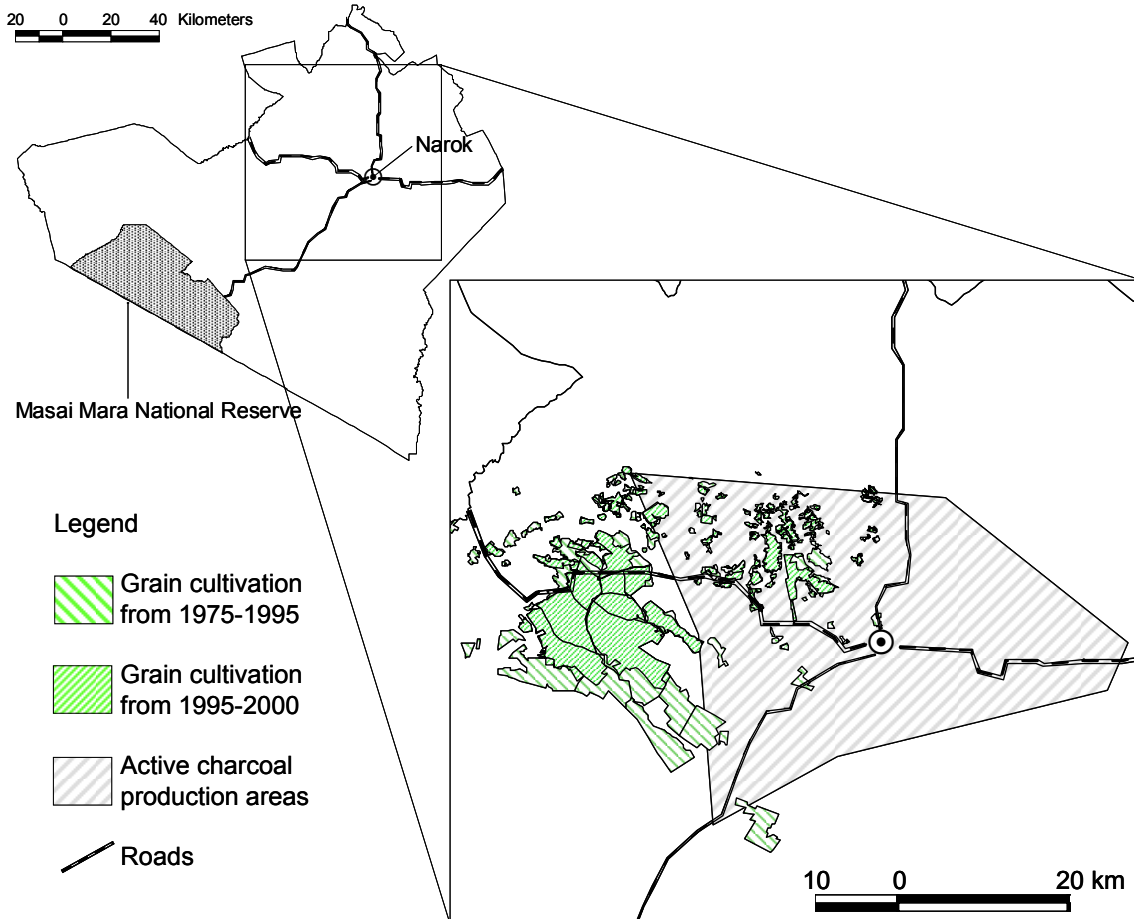 20 0 20 40 Kilometers
Narok
Masai Mara National Reserve
Legend
Grain cultivation
from 1975-1995
Grain cultivation
from 1995-2000
Active charcoal
production areas
Roads
10 0 20 km